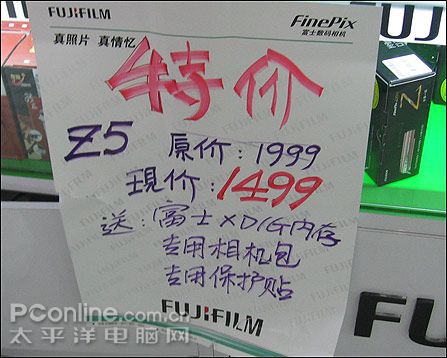 FUJIFILM
FinePix
富士数码相机
真照片 真情忆
特价
Z5 原价:1999
現价:1499
送:富士XD1G内存
专用相机包
专用保护贴
FUJIFILM
PConline.com.cn
太平洋电脑网
FUJI